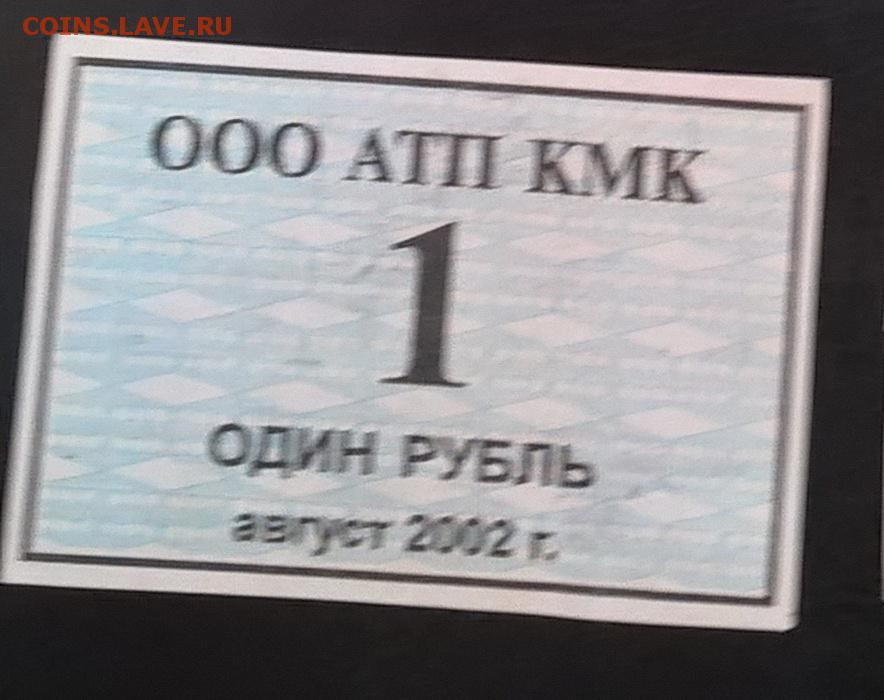 COINS.LAVE.RU
ООО АТП КМК
1
ОДИН РУБЛЬ
август 2002 г.